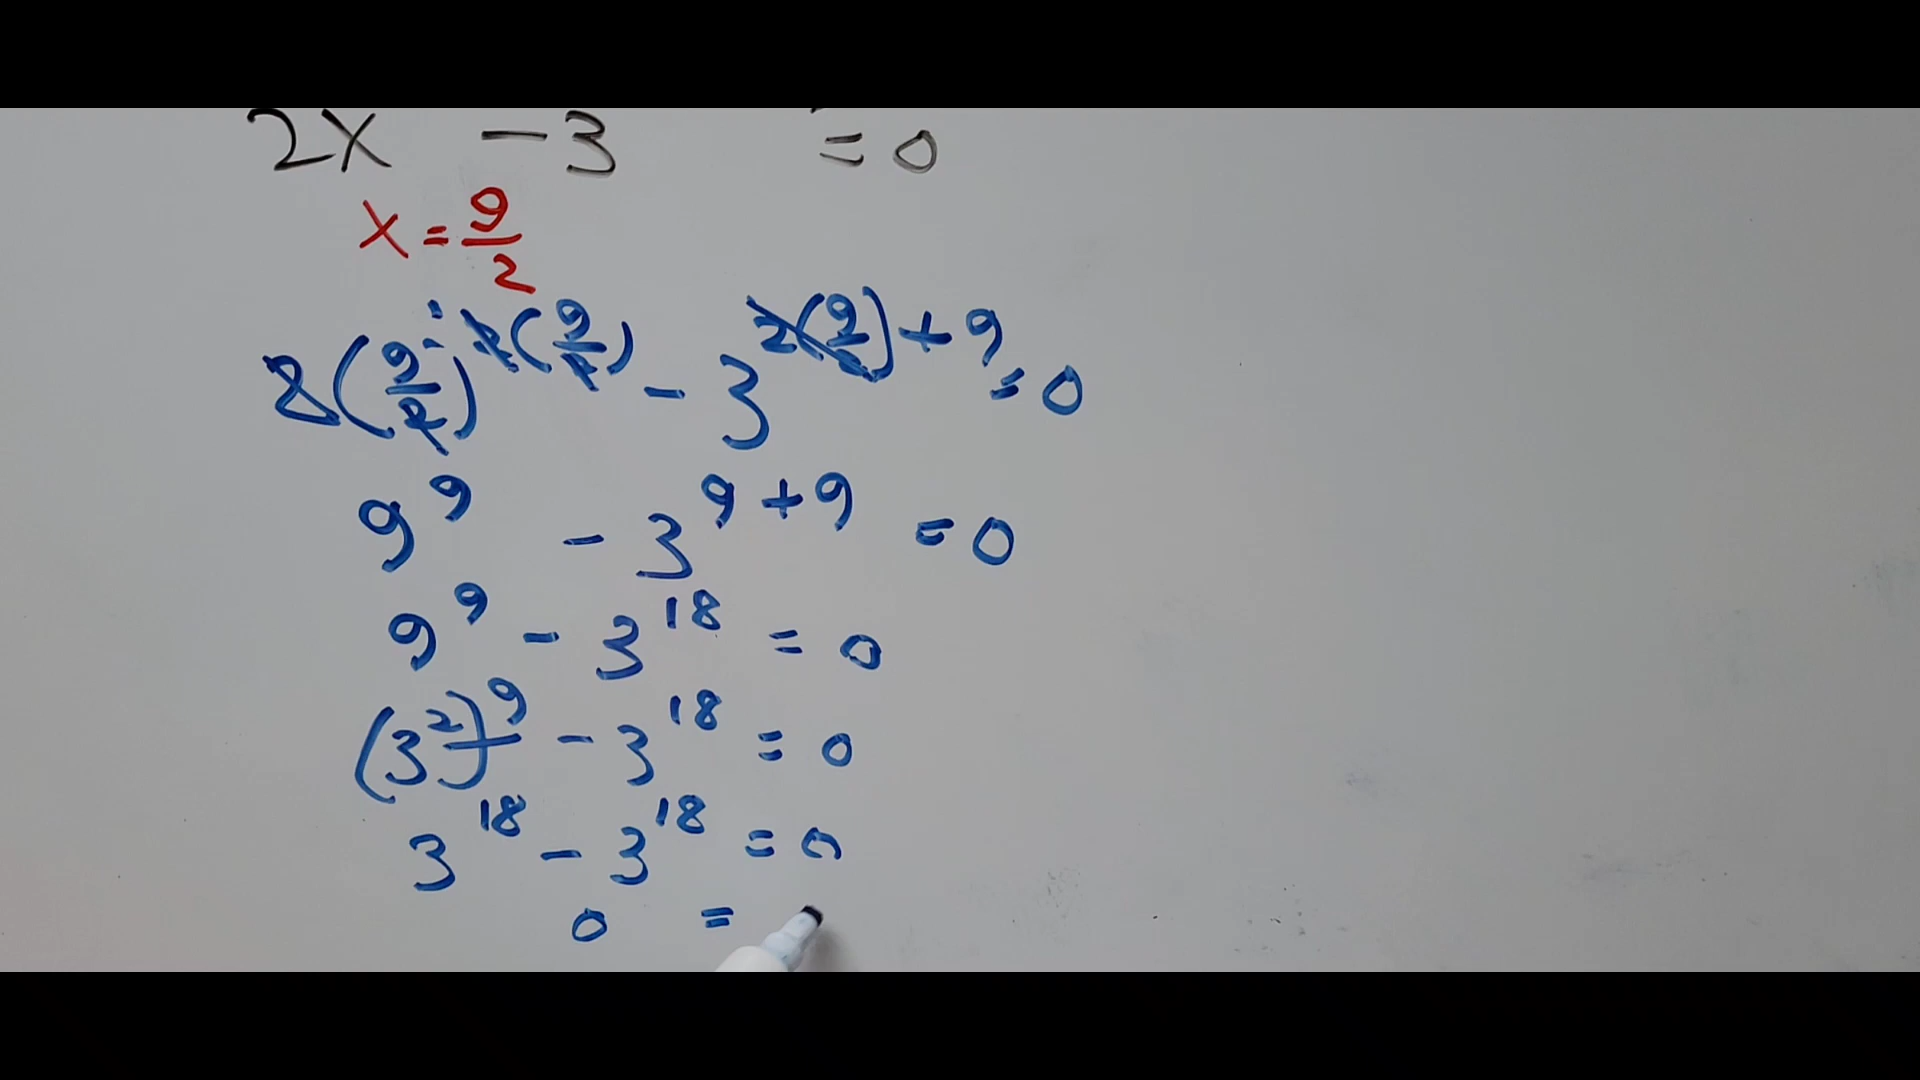 2X - 3 = 0
x = 9/2
2(9/2)^2(9/2) - 3^2(9/2) + 9 = 0
9^9 - 3^9+9 = 0
9^9 - 3^18 = 0
(3^2)^9 - 3^18 = 0
3^18 - 3^18 = 0
0 =